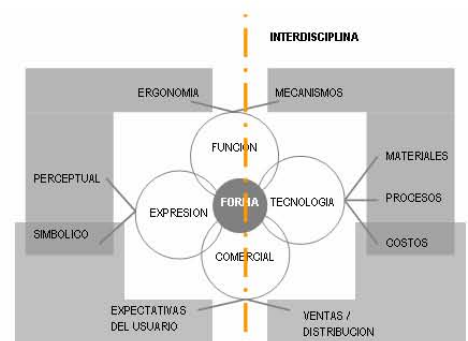 INTERDISCIPLINA
ERGONOMIA
MECANISMOS
FUNCION
MATERIALES
PERCEPTUAL
EXPRESION
FORMA
TECNOLOGIA
PROCESOS
SIMBOLICO
COSTOS
COMERCIAL
EXPECTATIVAS
DEL USUARIO
VENTAS /
DISTRIBUCION